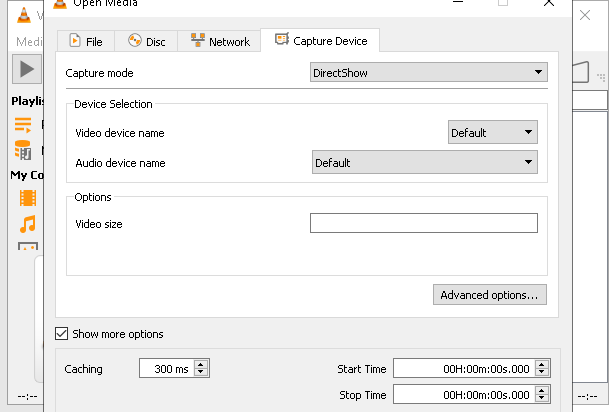 Open Media
Medi
File
Disc
Network
Capture Device
Capture mode
DirectShow
Playlis
Device Selection
Video device name
Default
Audio device name
Default
My Co
Options
Video size
Advanced options...
Show more options
Caching
300 ms
Start Time
00H:00m:00s.000
Stop Time
00H:00m:00s.000
--:--
--:--